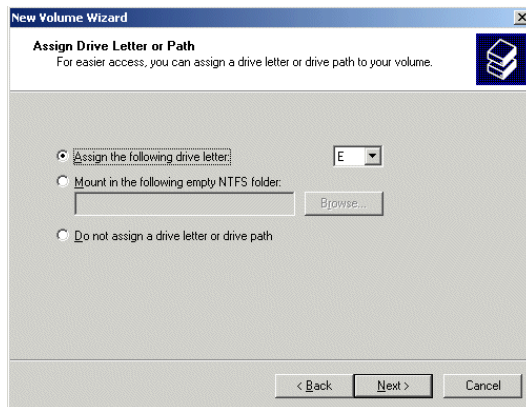 New Volume Wizard
Assign Drive Letter or Path
For easier access, you can assign a drive letter or drive path to your volume.
Assign the following drive letter: E
Mount in the following empty NTFS folder:
Browse...
Do not assign a drive letter or drive path
< Back Next > Cancel